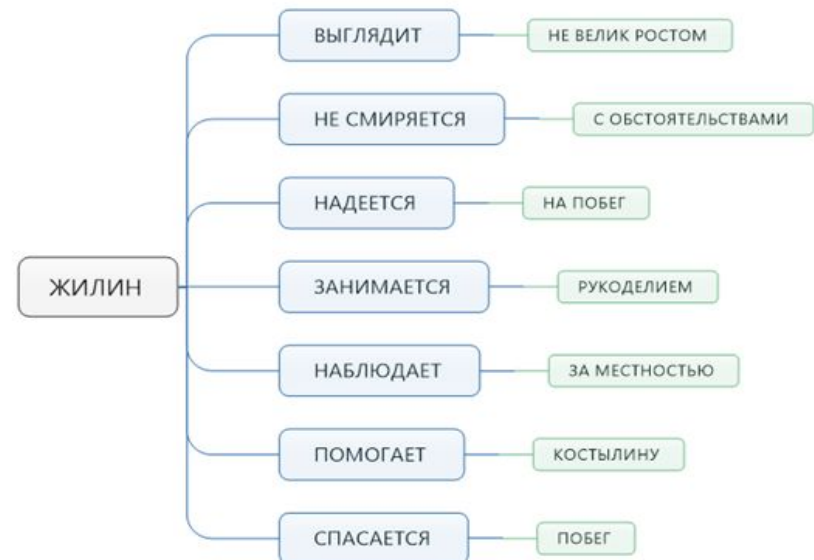 ВЫГЛЯДИТ
НЕ ВЕЛИК РОСТОМ
НЕ СМИРЯЕТСЯ
С ОБСТОЯТЕЛЬСТВАМИ
НАДЕЕТСЯ
НА ПОБЕГ
ЖИЛИН
ЗАНИМАЕТСЯ
РУКОДЕЛИЕМ
НАБЛЮДАЕТ
ЗА МЕСТНОСТЬЮ
ПОМОГАЕТ
КОСТЫЛИНУ
СПАСАЕТСЯ
ПОБЕГ